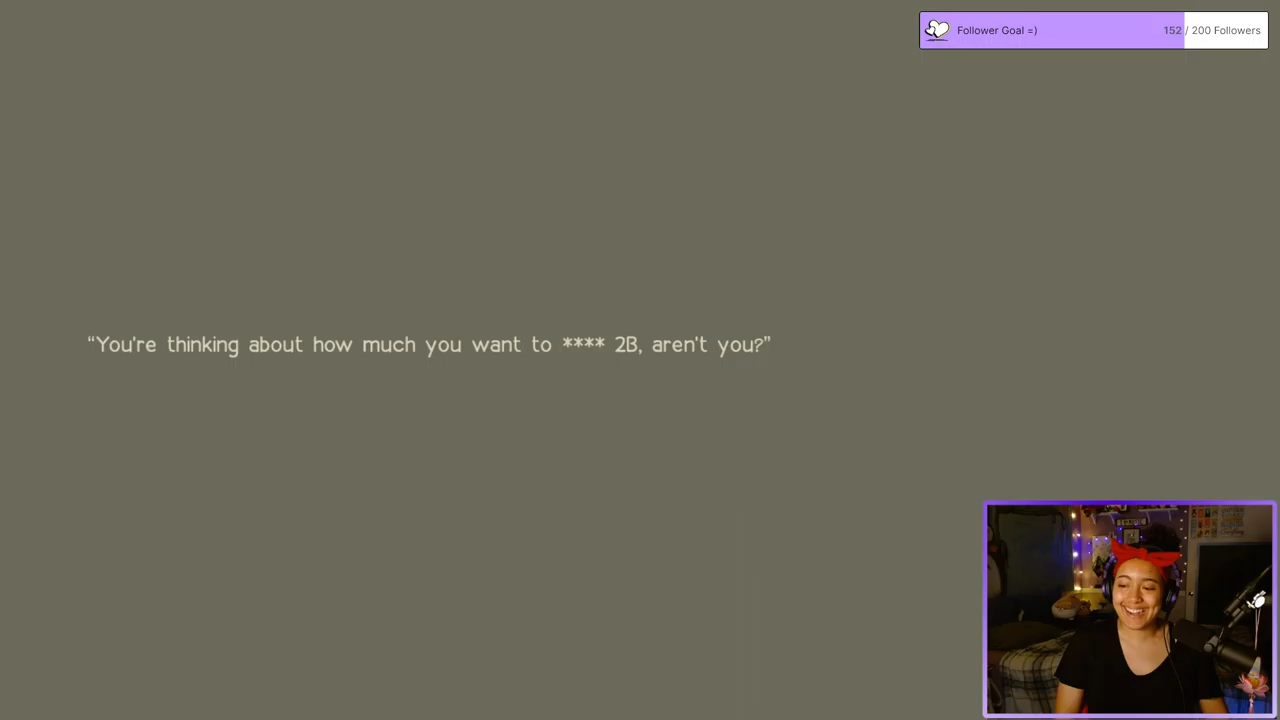 Follower Goal =)
152 / 200 Followers
“You're thinking about how much you want to **** 2B, aren't you?”